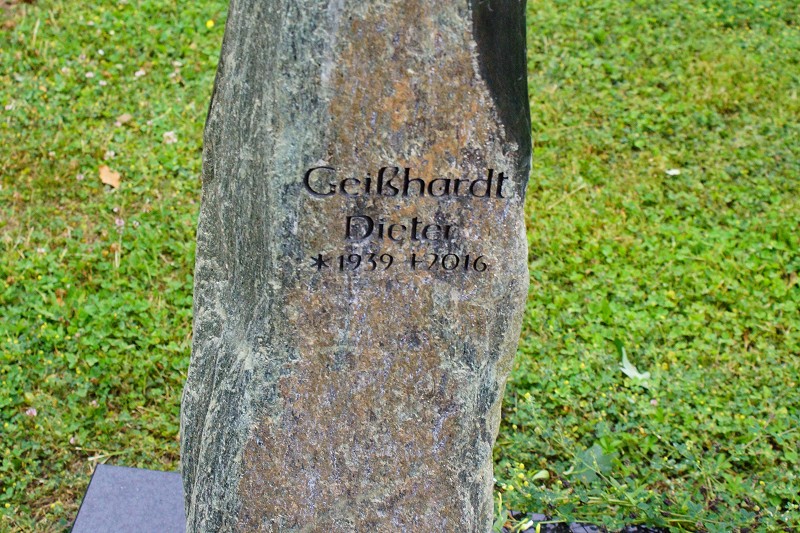 Geißhardt
Dieter
*1939 †2016